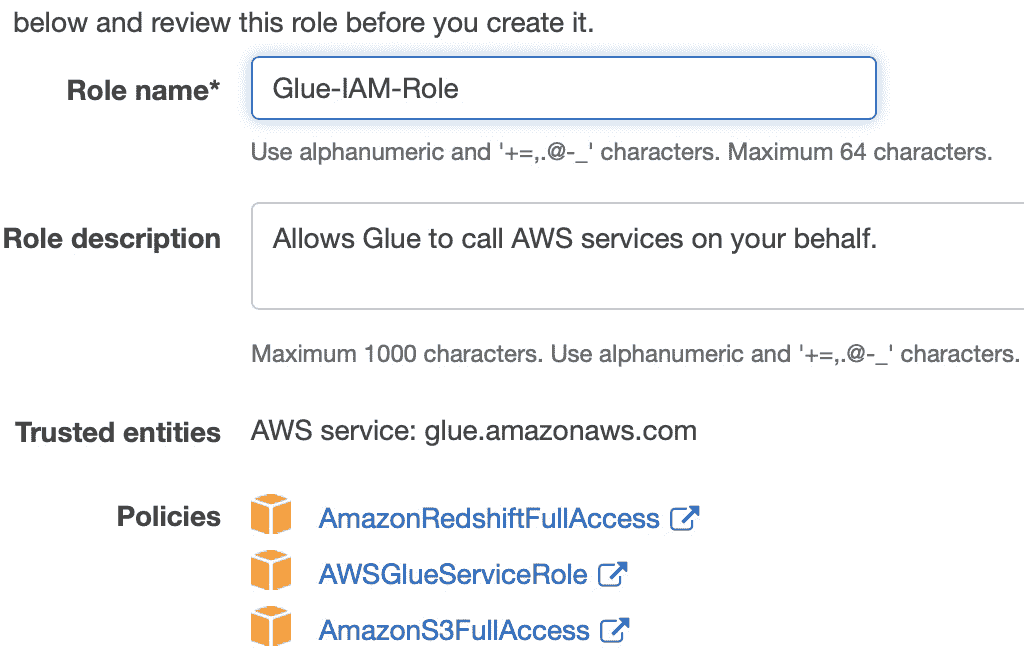 below and review this role before you create it.
Role name* Glue-IAM-Role
Use alphanumeric and '+=,.@-_' characters. Maximum 64 characters.
Role description Allows Glue to call AWS services on your behalf.
Maximum 1000 characters. Use alphanumeric and '+=,.@-_' characters.
Trusted entities AWS service: glue.amazonaws.com
Policies AmazonRedshiftFullAccess
AWSGlueServiceRole
AmazonS3FullAccess